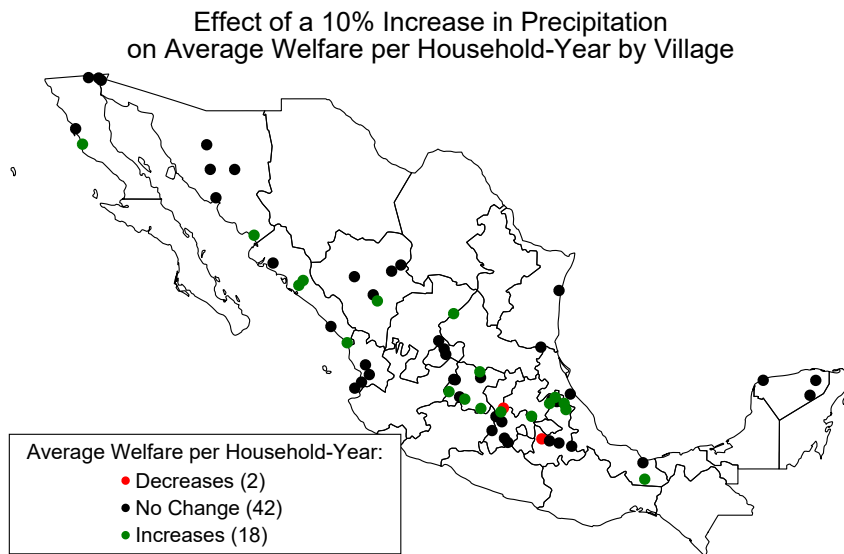 Effect of a 10% Increase in Precipitation
on Average Welfare per Household-Year by Village
Average Welfare per Household-Year:
Decreases (2)
No Change (42)
Increases (18)